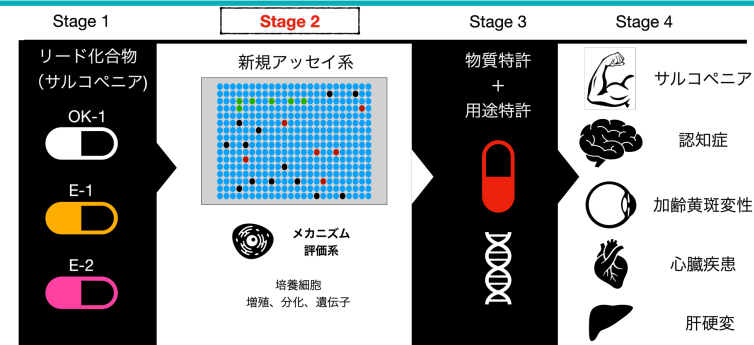 Stage 1
Stage 2
Stage 3
Stage 4
リード化合物
（サルコペニア)
OK-1
E-1
E-2
新規アッセイ系
メカニズム
評価系
培養細胞
増殖、分化、遺伝子
物質特許
+
用途特許
サルコペニア
認知症
加齢黄斑変性
心臓疾患
肝硬変